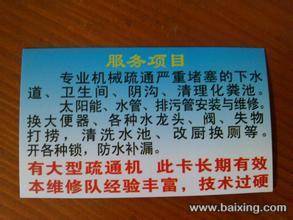 服务项目
专业机械疏通严重堵塞的下水
道、卫生间、阴沟、清理化粪池。
太阳能、水管、排污管安装与维修。
换大便器、各种水龙头、阀、失物
打捞，清洗水池、改厨换厕等。
开各种锁，防水补漏。
有大型疏通机 此卡长期有效
本维修队经验丰富，技术过硬
www.baixing.com